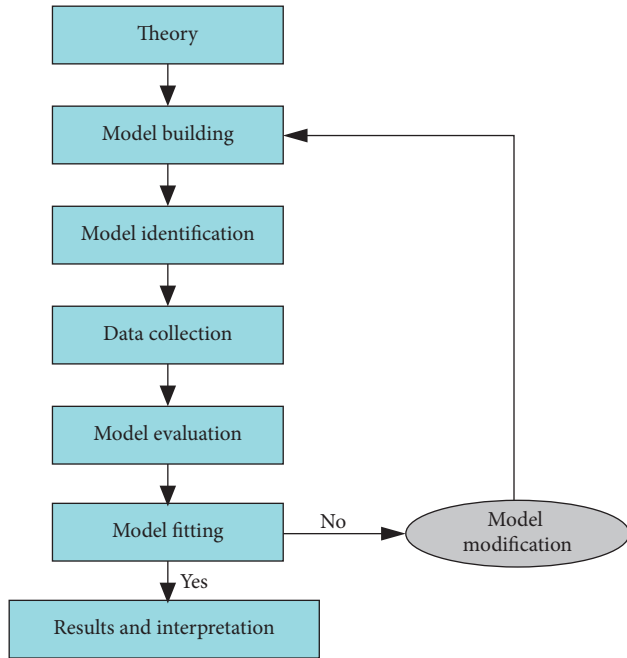 Theory
Model building
Model identification
Data collection
Model evaluation
Model fitting
No
Model
modification
Yes
Results and interpretation